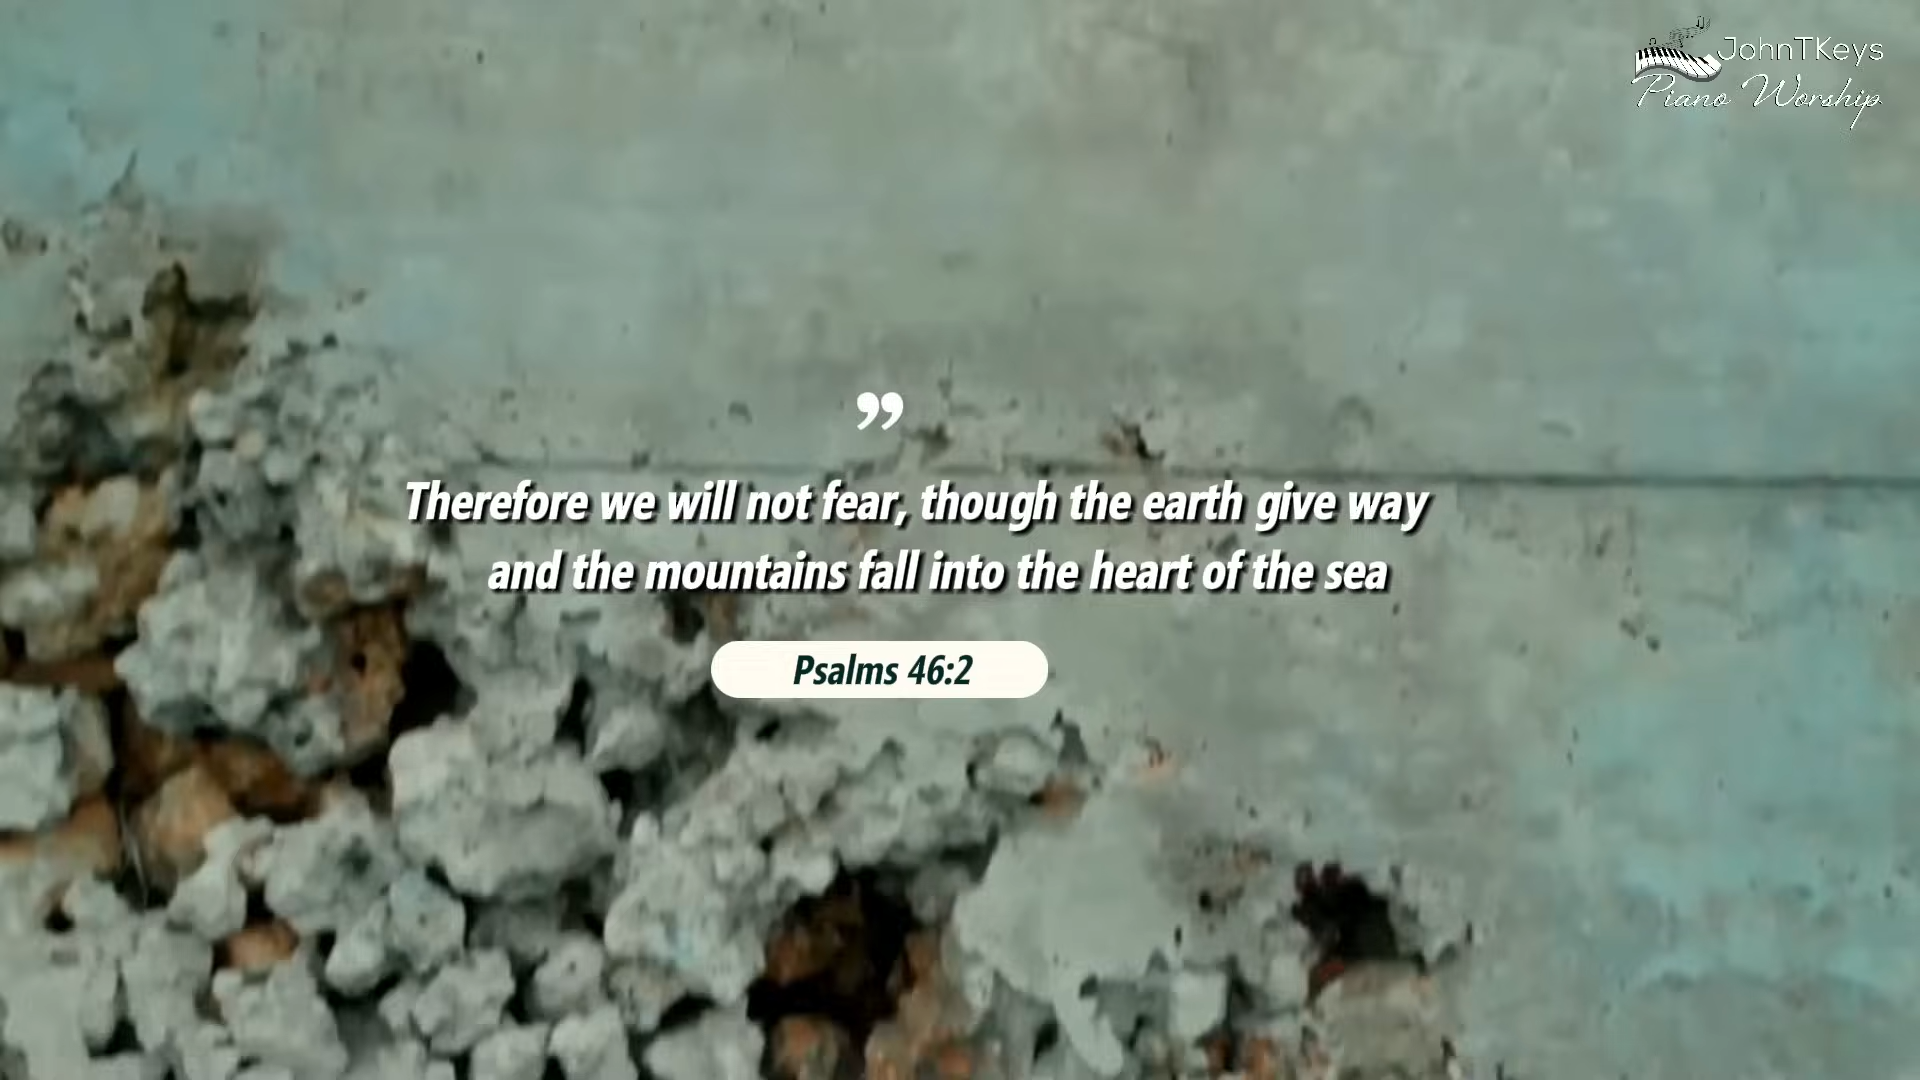 JohnTKeys
Piano Worship
”
Therefore we will not fear, though the earth give way
and the mountains fall into the heart of the sea
Psalms 46:2